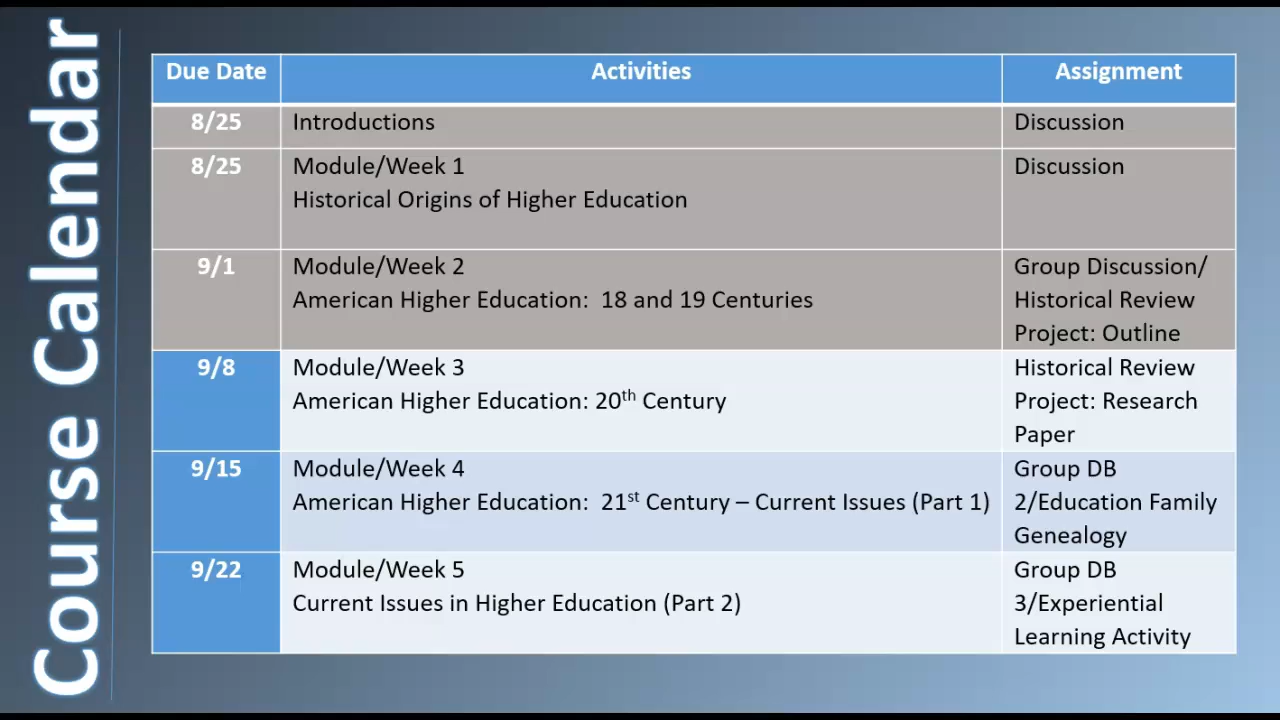 Course Calendar
Due Date Activities Assignment
8/25 Introductions Discussion
8/25 Module/Week 1 Discussion
Historical Origins of Higher Education
9/1 Module/Week 2 Group Discussion/
American Higher Education: 18 and 19 Centuries Historical Review
Project: Outline
9/8 Module/Week 3 Historical Review
American Higher Education: 20th Century Project: Research
Paper
9/15 Module/Week 4 Group DB
American Higher Education: 21st Century – Current Issues (Part 1) 2/Education Family
Genealogy
9/22 Module/Week 5 Group DB
Current Issues in Higher Education (Part 2) 3/Experiential
Learning Activity